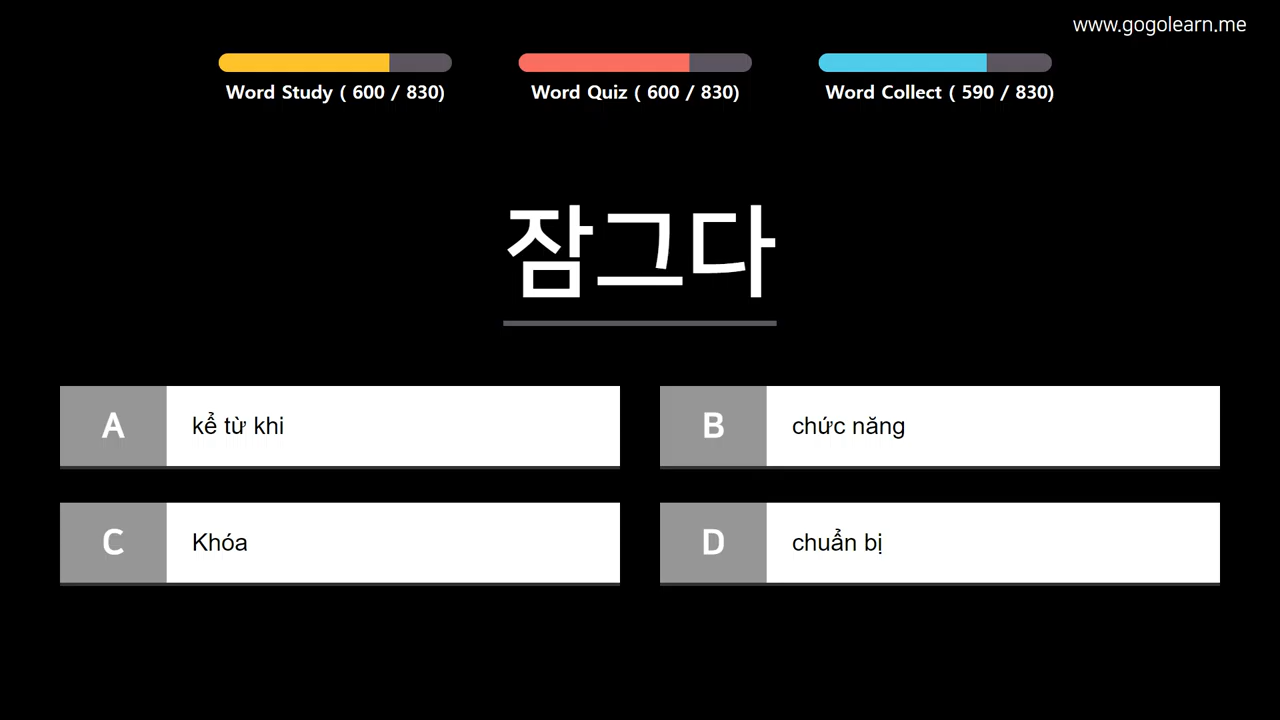 www.gogolearn.me
Word Study ( 600 / 830)
Word Quiz ( 600 / 830)
Word Collect ( 590 / 830)
잠그다
A kể từ khi
B chức năng
C Khóa
D chuẩn bị